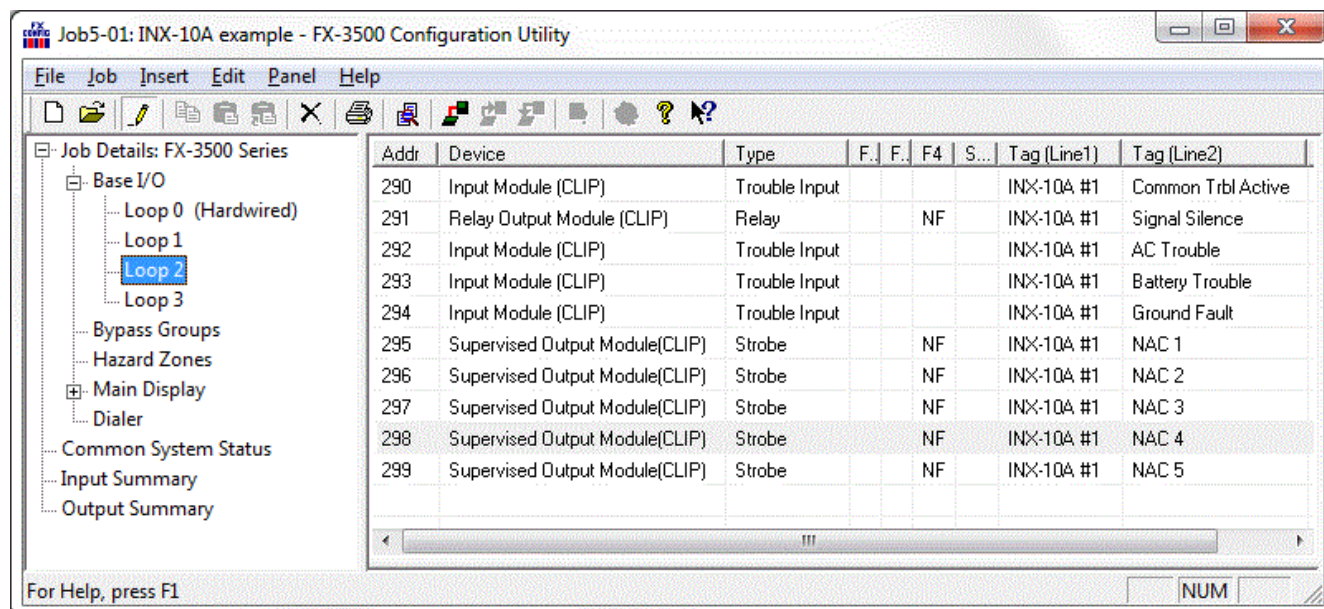 FX CONFIG Job5-01: INX-10A example - FX-3500 Configuration Utility
File Job Insert Edit Panel Help
Job Details: FX-3500 Series
Base I/O
Loop 0 (Hardwired)
Loop 1
Loop 2
Loop 3
Bypass Groups
Hazard Zones
Main Display
Dialer
Common System Status
Input Summary
Output Summary
Addr Device Type F.. F.. F4 S... Tag (Line1) Tag (Line2)
290 Input Module (CLIP) Trouble Input INX-10A #1 Common Trbl Active
291 Relay Output Module (CLIP) Relay NF INX-10A #1 Signal Silence
292 Input Module (CLIP) Trouble Input INX-10A #1 AC Trouble
293 Input Module (CLIP) Trouble Input INX-10A #1 Battery Trouble
294 Input Module (CLIP) Trouble Input INX-10A #1 Ground Fault
295 Supervised Output Module(CLIP) Strobe NF INX-10A #1 NAC 1
296 Supervised Output Module(CLIP) Strobe NF INX-10A #1 NAC 2
297 Supervised Output Module(CLIP) Strobe NF INX-10A #1 NAC 3
298 Supervised Output Module(CLIP) Strobe NF INX-10A #1 NAC 4
299 Supervised Output Module(CLIP) Strobe NF INX-10A #1 NAC 5
For Help, press F1 NUM